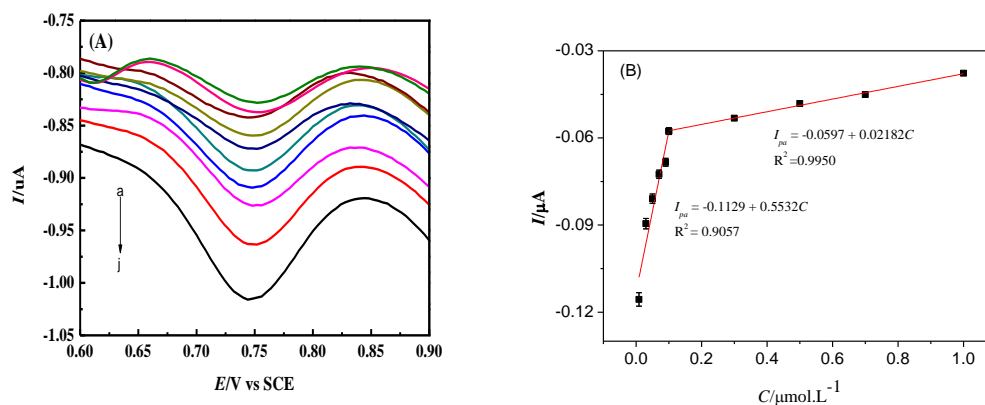 (A)
-0.75
-0.80
-0.85
-0.90
-0.95
-1.00
-1.05
I/uA
a
j
0.60 0.65 0.70 0.75 0.80 0.85 0.90
E/V vs SCE
(B)
-0.03
-0.06
-0.09
-0.12
I/μA
I_pa = -0.0597 + 0.02182C
R² = 0.9950
I_pa = -0.1129 + 0.5532C
R² = 0.9057
0.0 0.2 0.4 0.6 0.8 1.0
C/μmol.L⁻¹